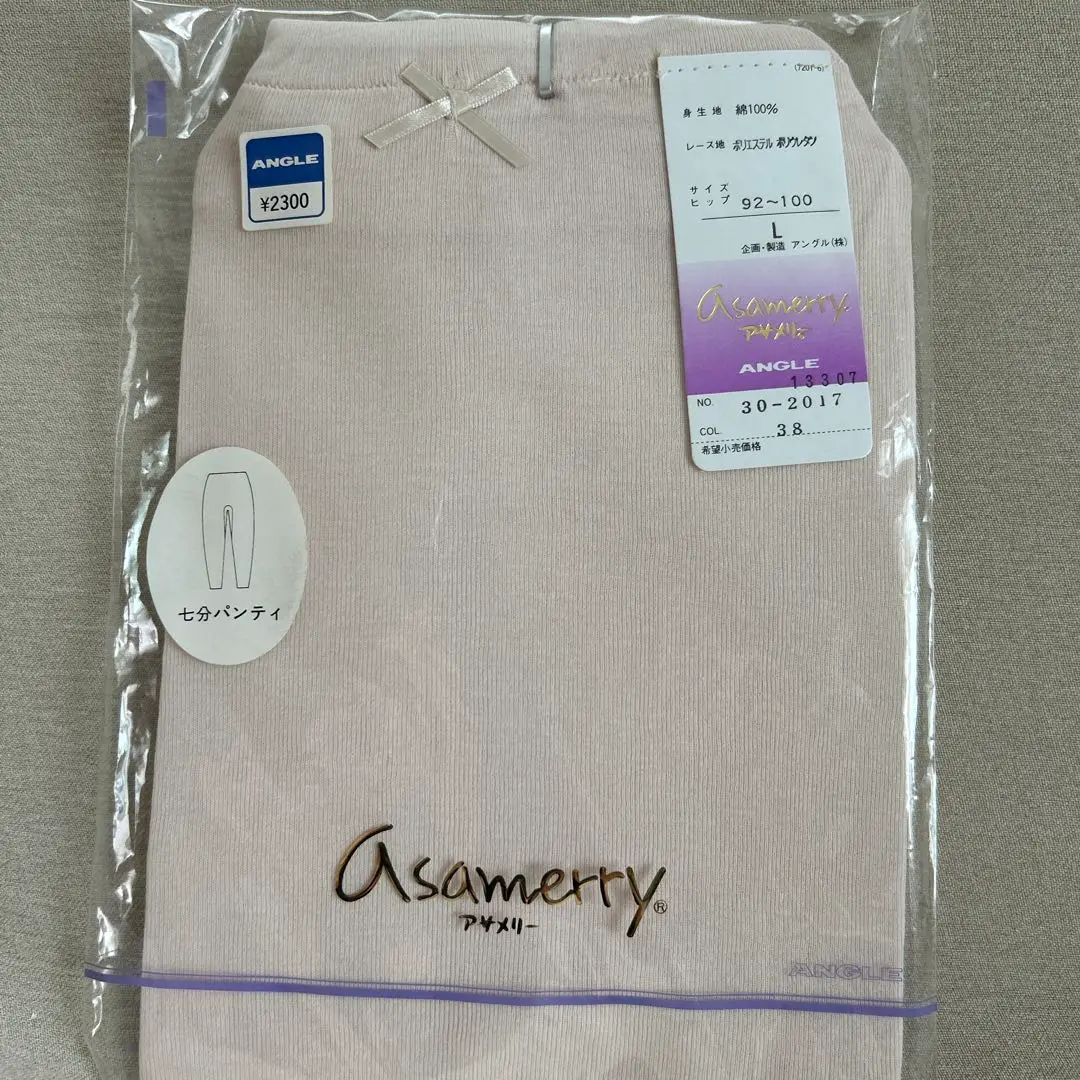 (7201-6)
身生地 綿100%
レース地 ポリエステル ポリウレタン
サイズ
ヒップ 92〜100
L
企画・製造 アングル(株)
asamerry
アサメリー
ANGLE
13307
NO. 30-2017
COL. 38
希望小売価格
ANGLE
¥2300
七分パンティ
asamerry®
アサメリー
ANGLE